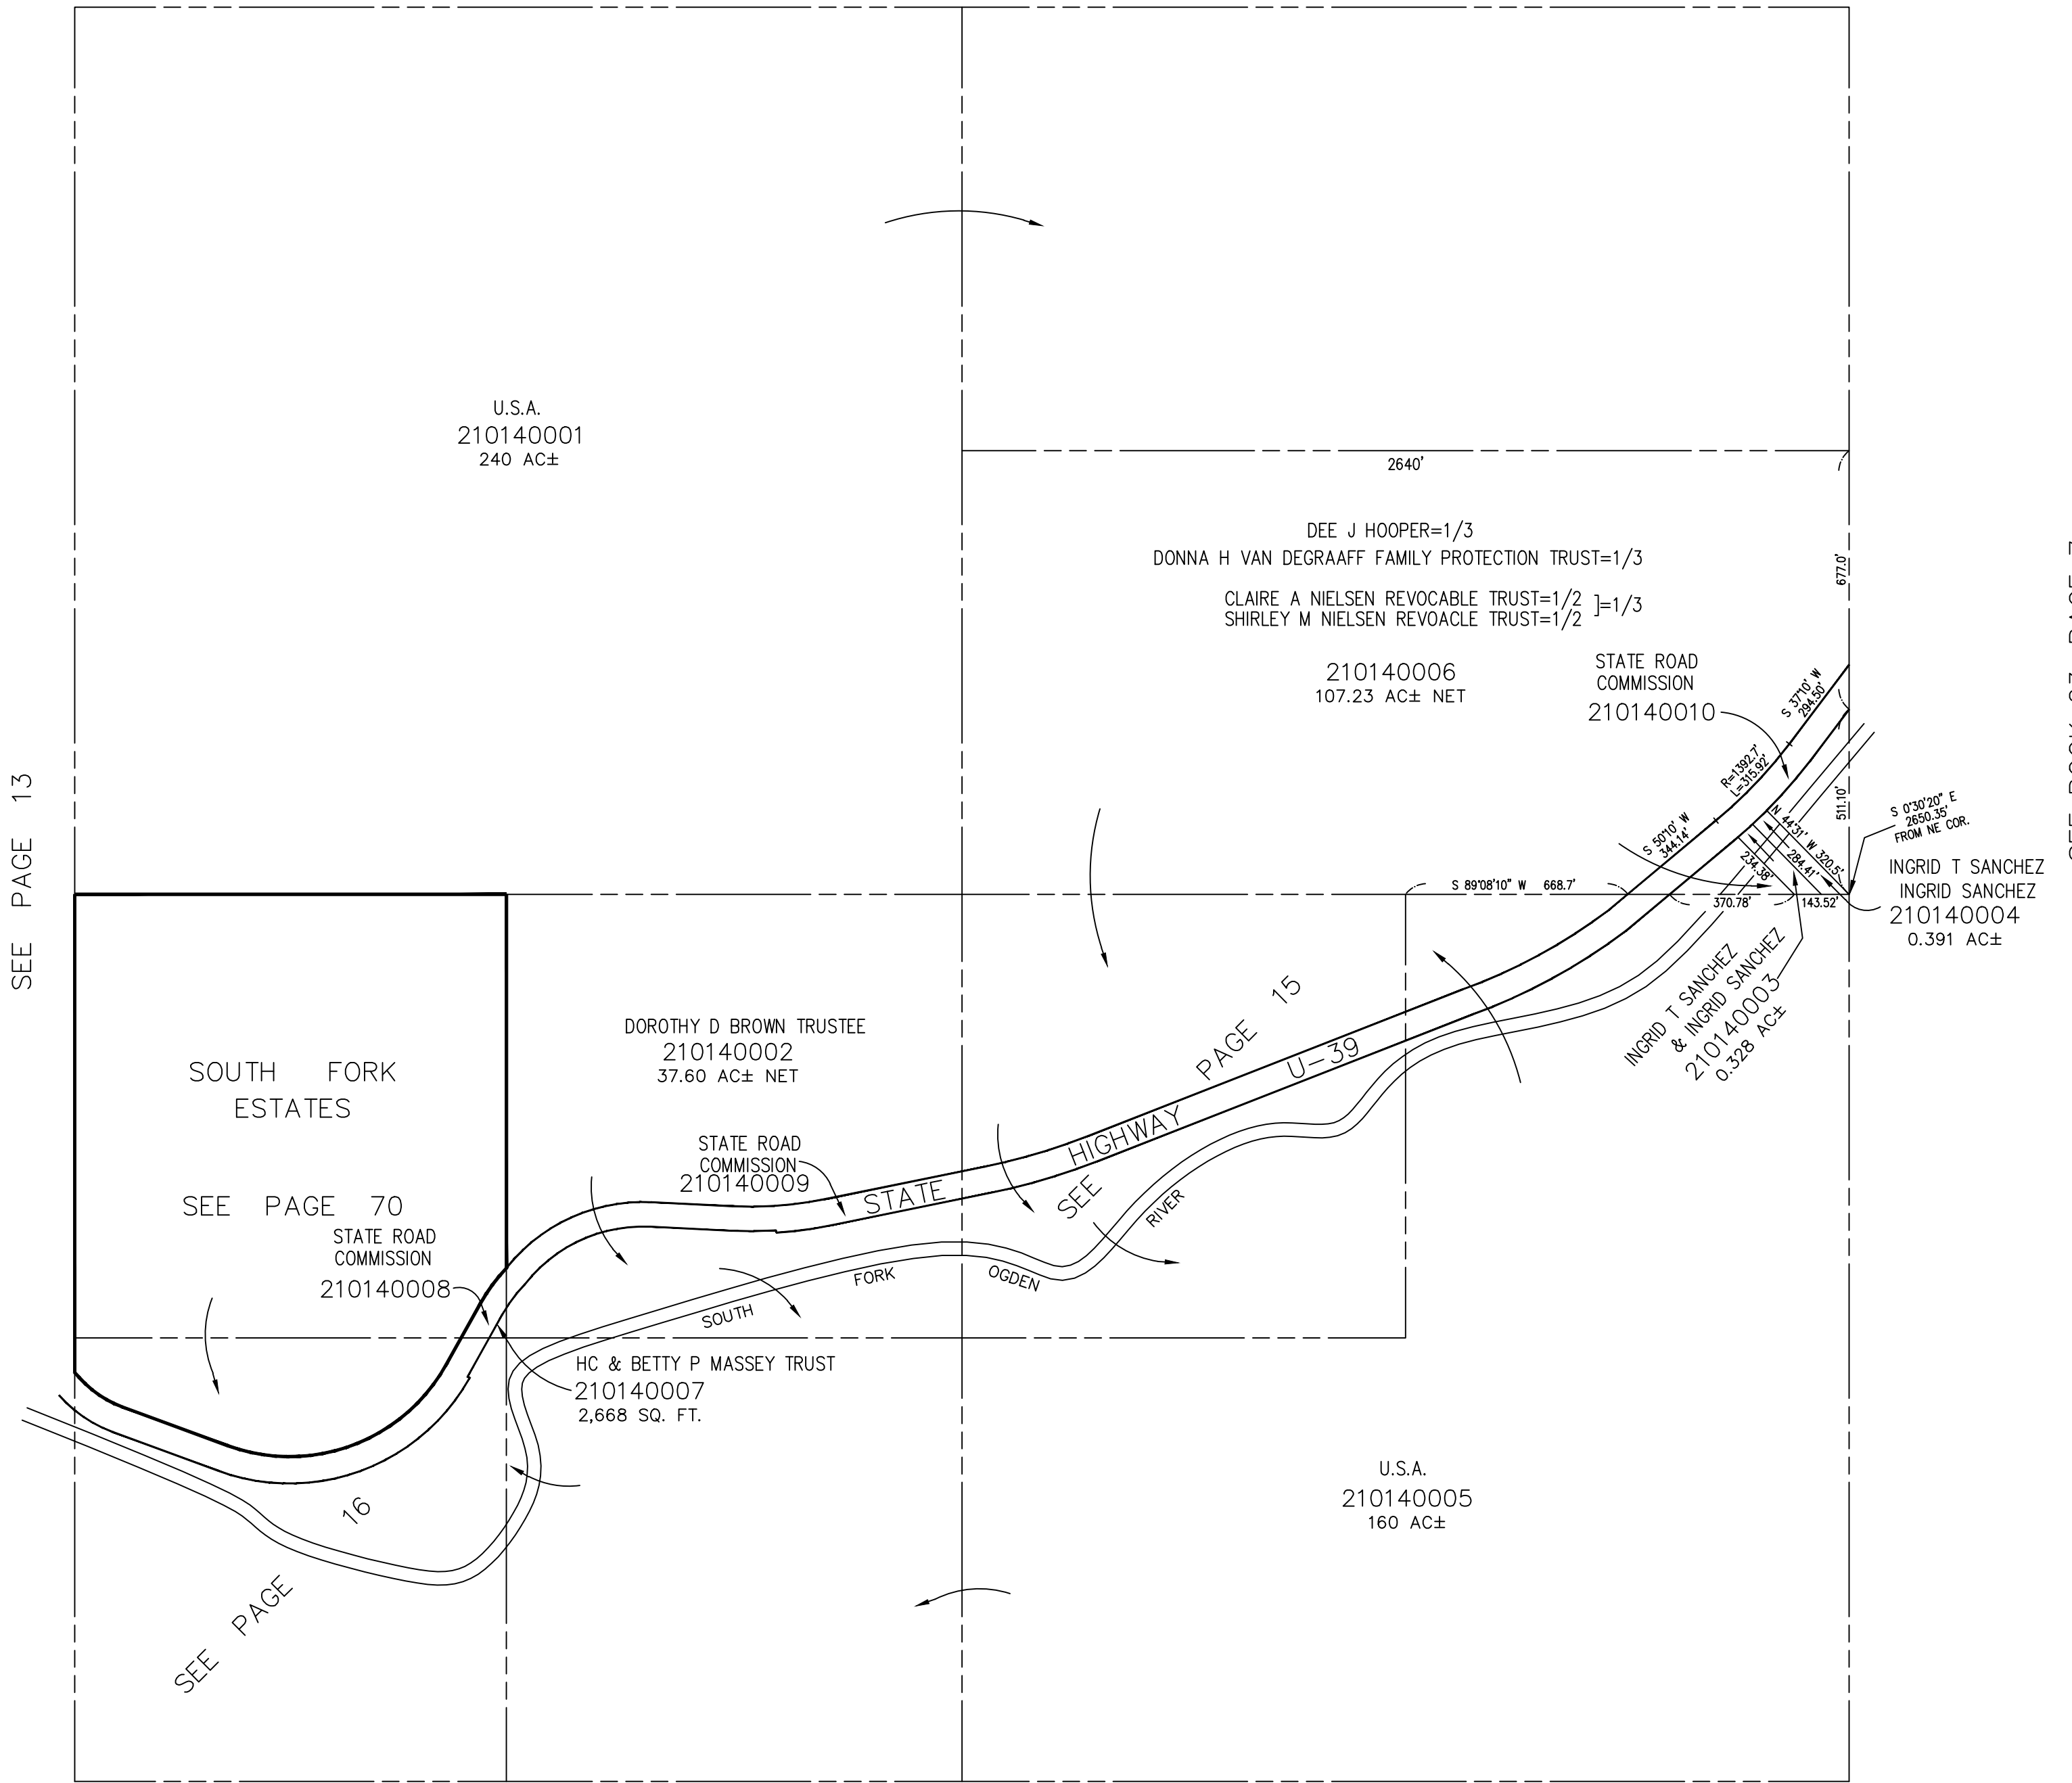 U.S.A.
210140001
240 AC±
2640'
677.0'
DEE J HOOPER=1/3
DONNA H VAN DEGRAAFF FAMILY PROTECTION TRUST=1/3
CLAIRE A NIELSEN REVOCABLE TRUST=1/2
SHIRLEY M NIELSEN REVOACLE TRUST=1/2
]=1/3
210140006
107.23 AC± NET
STATE ROAD
COMMISSION
210140010
S 37°10' W
294.50'
R=1392.7'
L=315.92'
S 50°10' W
344.14'
511.10'
S 0°30'20" E
2650.35'
FROM NE COR.
N 44°31' W 320.5'
284.41'
234.38'
S 89°08'10" W 668.7'
370.78'
143.52'
INGRID T SANCHEZ
INGRID SANCHEZ
210140004
0.391 AC±
INGRID T SANCHEZ
& INGRID SANCHEZ
210140003
0.328 AC±
SEE PAGE 13
SOUTH FORK
ESTATES
SEE PAGE 70
DOROTHY D BROWN TRUSTEE
210140002
37.60 AC± NET
STATE ROAD
COMMISSION
210140009
STATE ROAD
COMMISSION
210140008
STATE HIGHWAY U-39
SEE PAGE 15
SOUTH FORK OGDEN RIVER
HC & BETTY P MASSEY TRUST
210140007
2,668 SQ. FT.
U.S.A.
210140005
160 AC±
SEE PAGE 16